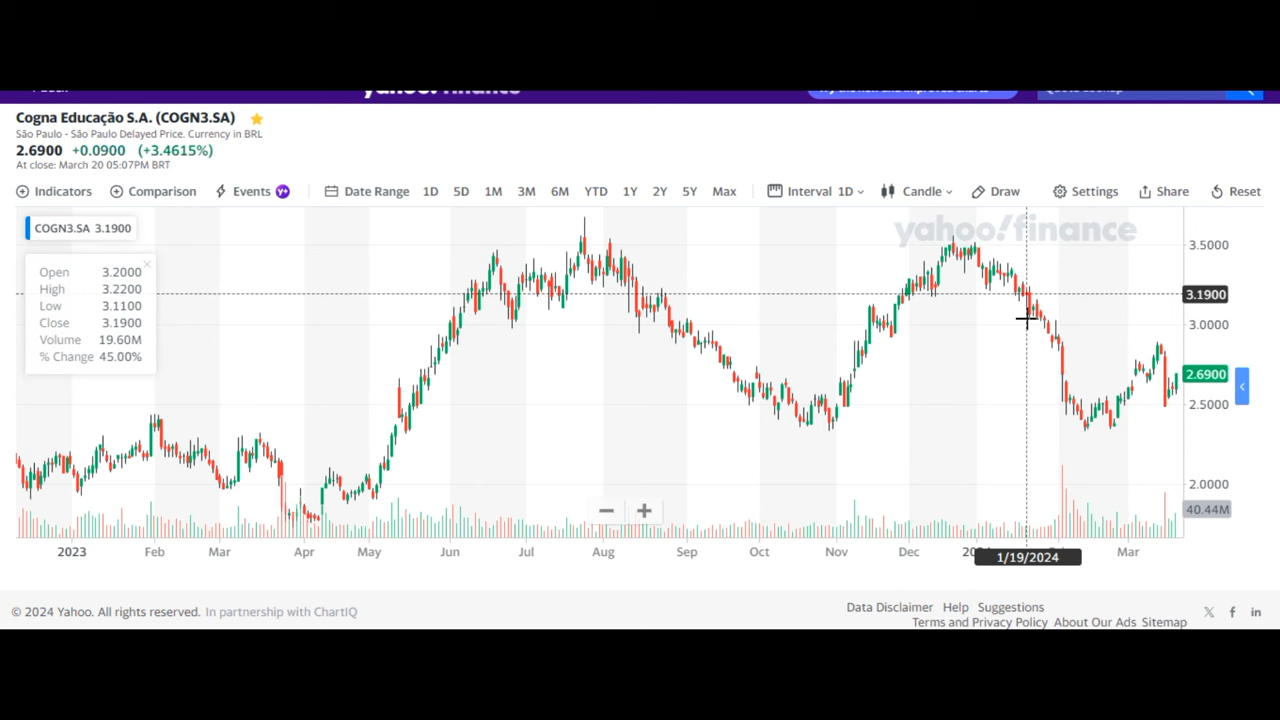 yahoo! finance
Cogna Educação S.A. (COGN3.SA)
São Paulo - São Paulo Delayed Price. Currency in BRL
2.6900 +0.0900 (+3.4615%)
At close: March 20 05:07PM BRT
Indicators Comparison Events y+ Date Range 1D 5D 1M 3M 6M YTD 1Y 2Y 5Y Max Interval 1D Candle Draw Settings Share Reset
COGN3.SA 3.1900
yahoo!finance
Open 3.2000
High 3.2200
Low 3.1100
Close 3.1900
Volume 19.60M
% Change 45.00%
3.5000
3.1900
3.0000
2.6900
2.5000
2.0000
40.44M
2023 Feb Mar Apr May Jun Jul Aug Sep Oct Nov Dec Mar
1/19/2024
© 2024 Yahoo. All rights reserved. In partnership with ChartIQ
Data Disclaimer Help Suggestions
Terms and Privacy Policy About Our Ads Sitemap